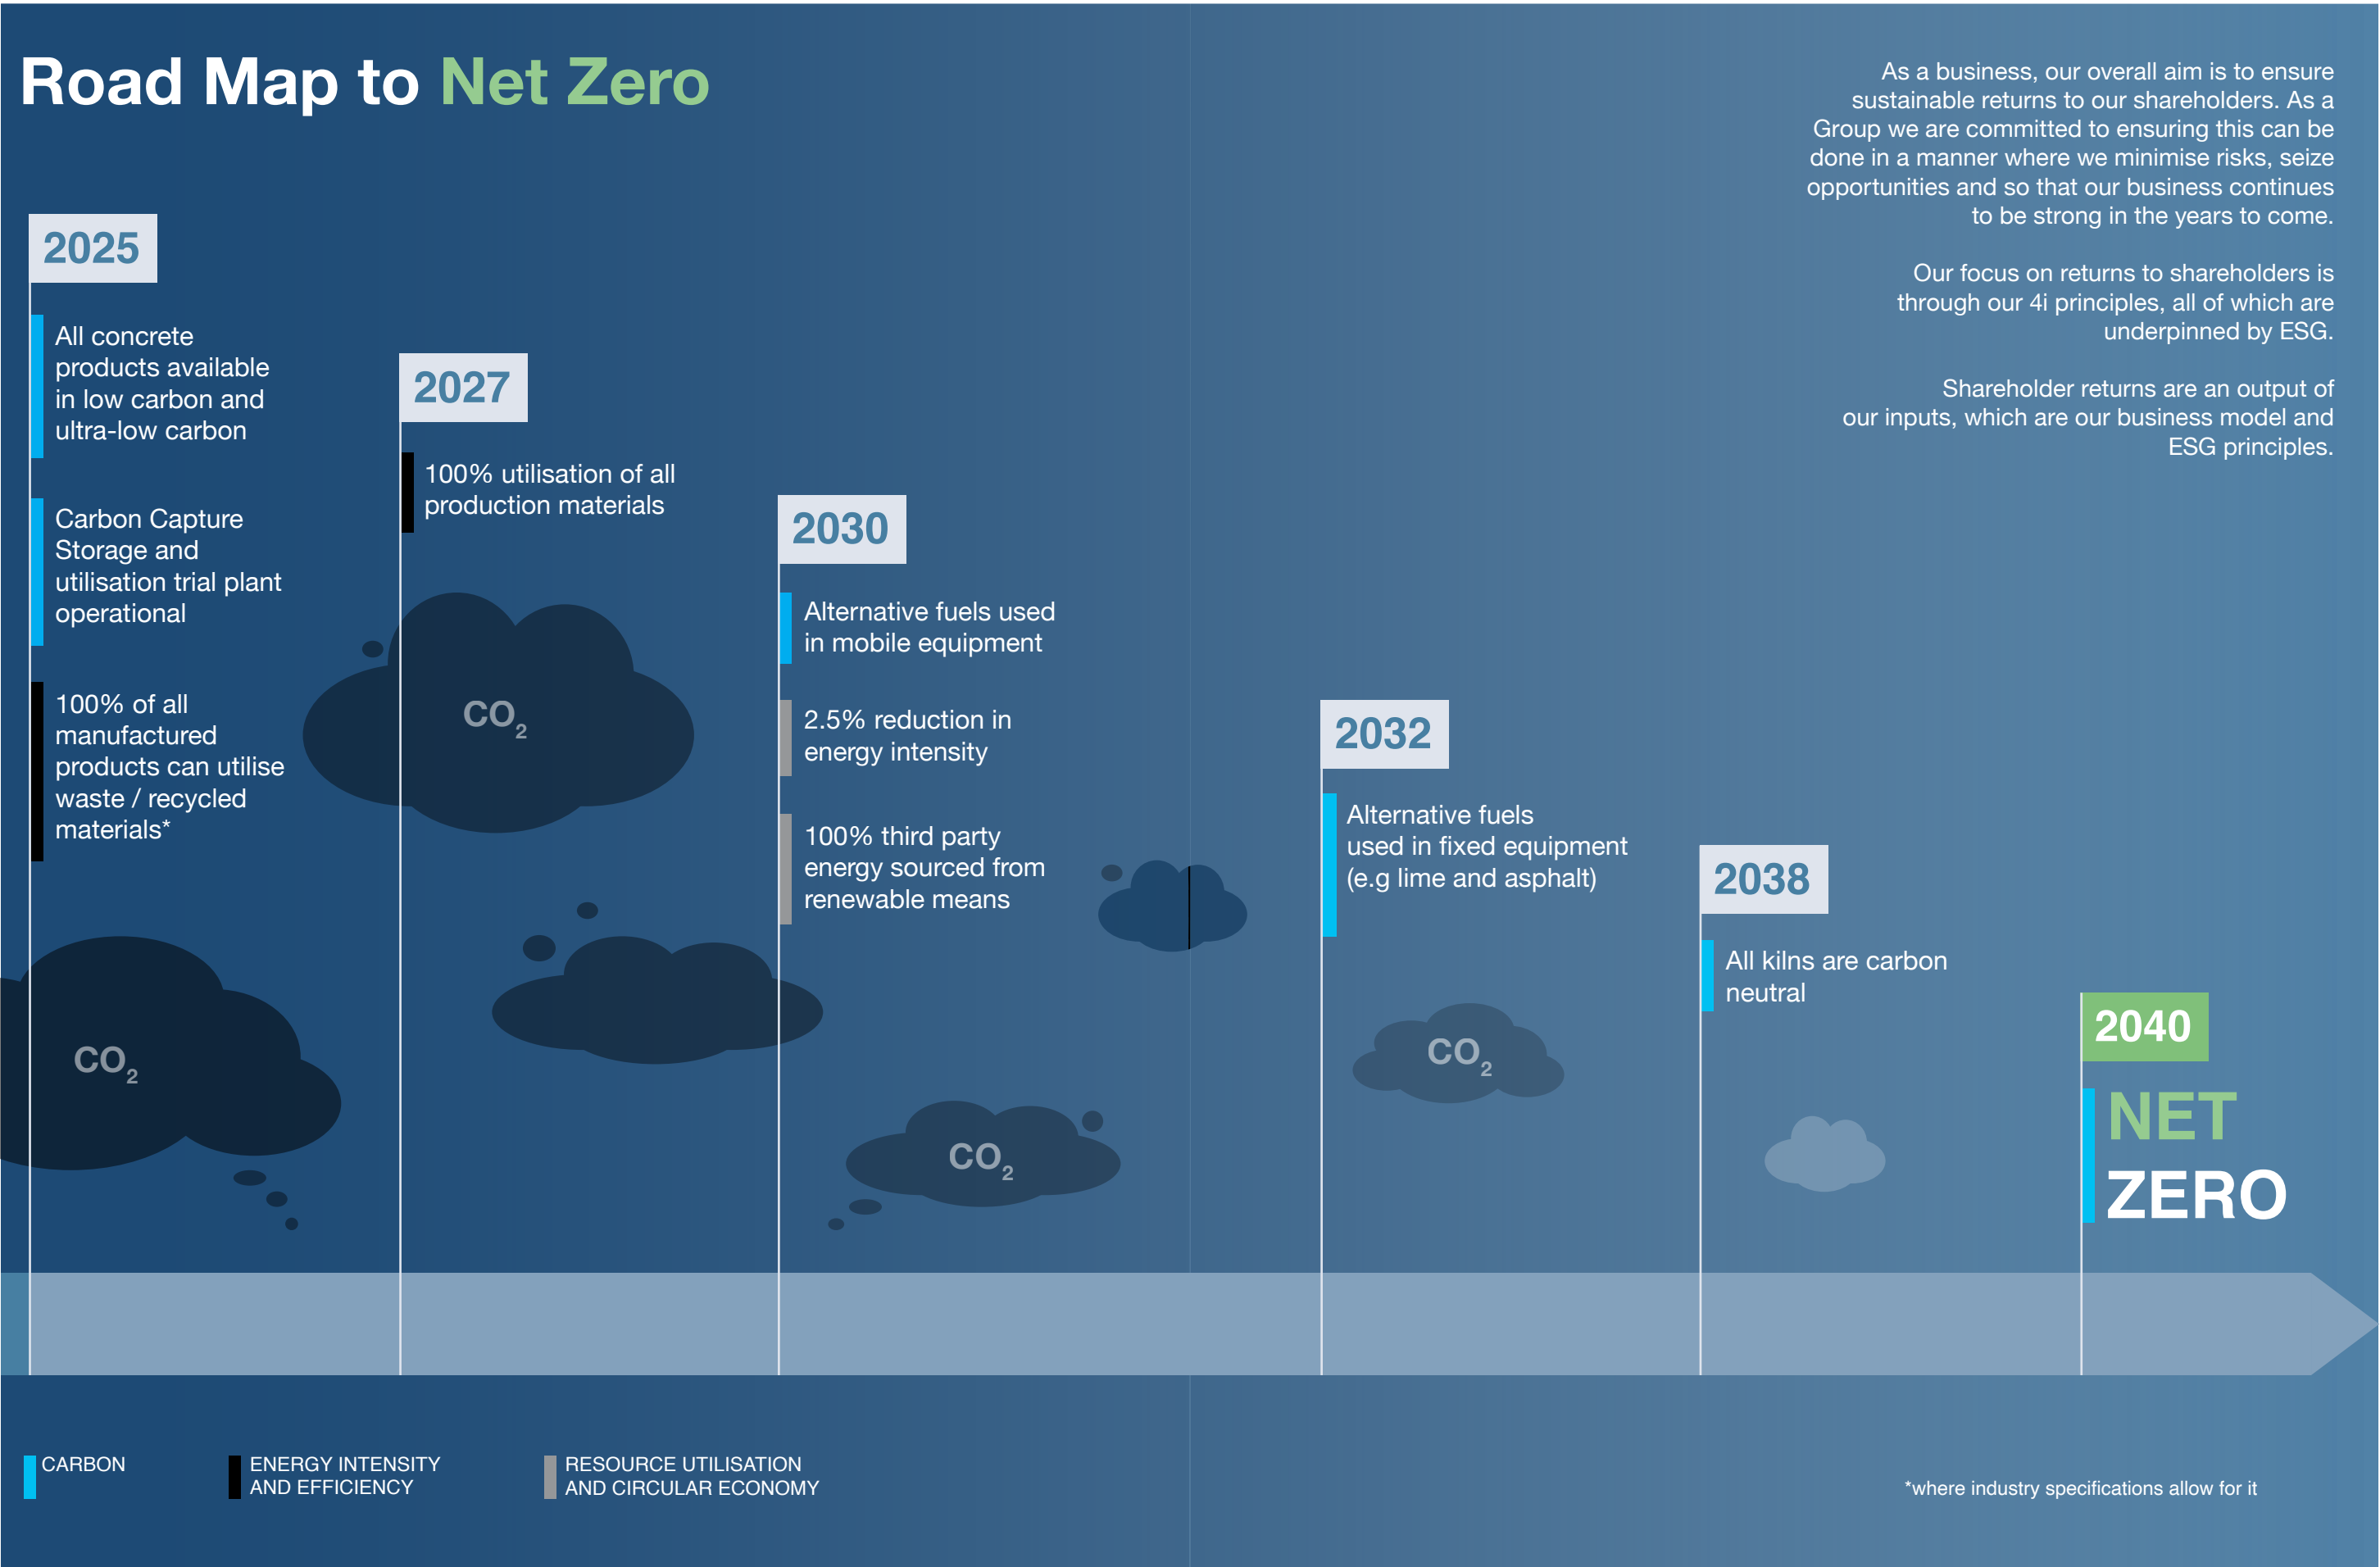 Road Map to Net Zero
As a business, our overall aim is to ensure
sustainable returns to our shareholders. As a
Group we are committed to ensuring this can be
done in a manner where we minimise risks, seize
opportunities and so that our business continues
to be strong in the years to come.
Our focus on returns to shareholders is
through our 4i principles, all of which are
underpinned by ESG.
Shareholder returns are an output of
our inputs, which are our business model and
ESG principles.
2025
All concrete
products available
in low carbon and
ultra-low carbon
Carbon Capture
Storage and
utilisation trial plant
operational
100% of all
manufactured
products can utilise
waste / recycled
materials*
CO2
2027
100% utilisation of all
production materials
CO2
2030
Alternative fuels used
in mobile equipment
2.5% reduction in
energy intensity
100% third party
energy sourced from
renewable means
CO2
2032
Alternative fuels
used in fixed equipment
(e.g lime and asphalt)
CO2
2038
All kilns are carbon
neutral
2040
NET
ZERO
CARBON
ENERGY INTENSITY
AND EFFICIENCY
RESOURCE UTILISATION
AND CIRCULAR ECONOMY
*where industry specifications allow for it